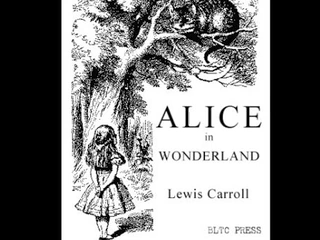 ALICE
in
WONDERLAND
Lewis Carroll
BLTC PRESS